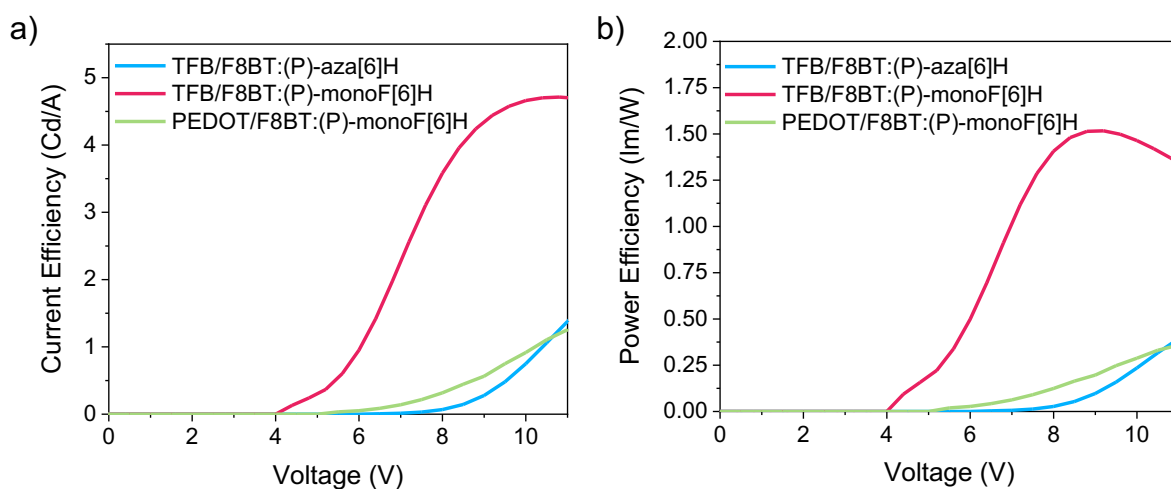 a)
Current Efficiency (Cd/A)
5
4
3
2
1
0
TFB/F8BT:(P)-aza[6]H
TFB/F8BT:(P)-monoF[6]H
PEDOT/F8BT:(P)-monoF[6]H
0 2 4 6 8 10
Voltage (V)
b)
Power Efficiency (lm/W)
2.00
1.75
1.50
1.25
1.00
0.75
0.50
0.25
0.00
TFB/F8BT:(P)-aza[6]H
TFB/F8BT:(P)-monoF[6]H
PEDOT/F8BT:(P)-monoF[6]H
0 2 4 6 8 10
Voltage (V)